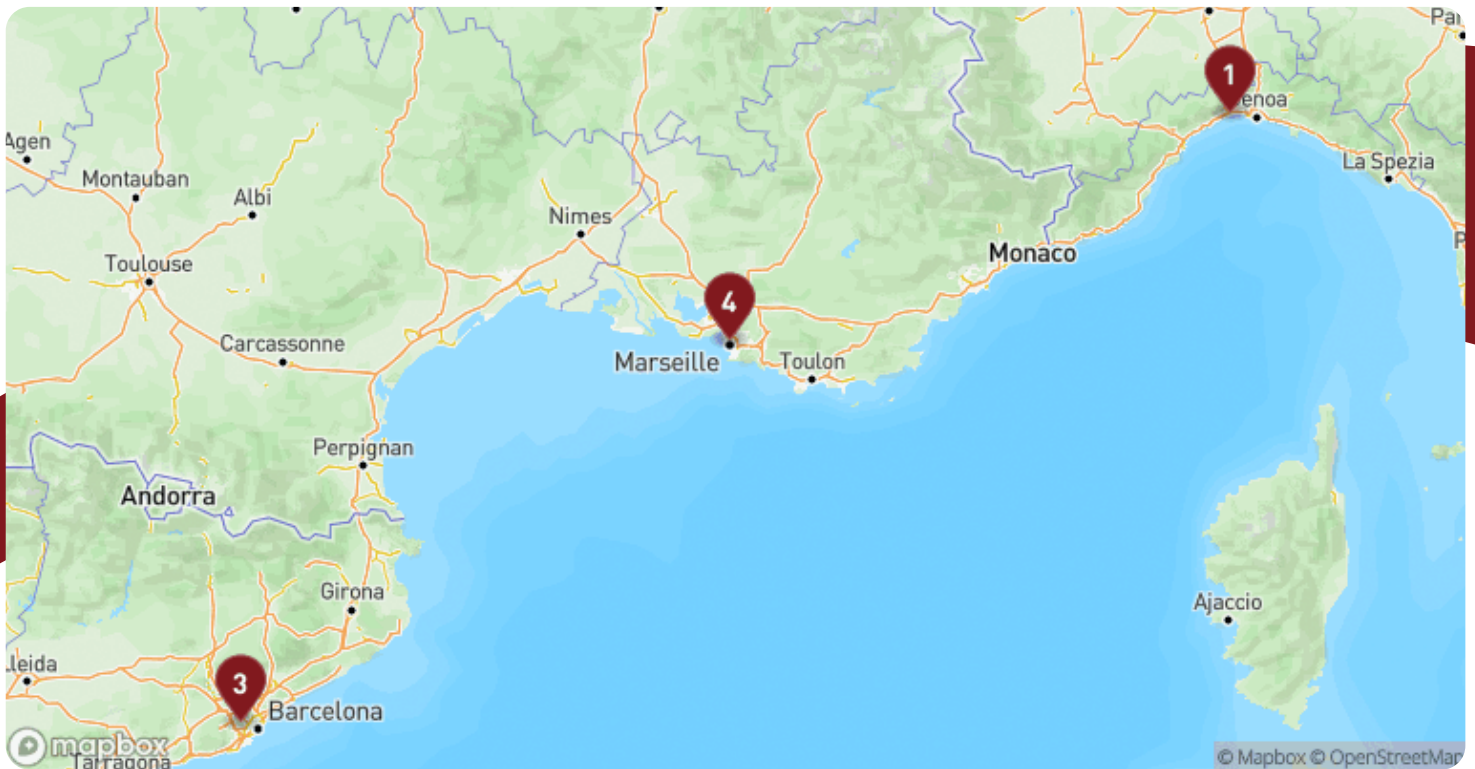 Pa
1
enoa
Agen
La Spezia
Montauban
Albi
Nimes
P
Monaco
Toulouse
4
Carcassonne
Marseille
Toulon
Perpignan
Andorra
Girona
Ajaccio
Lleida
3
Barcelona
mapbox
Tarragona
© Mapbox © OpenStreetMap